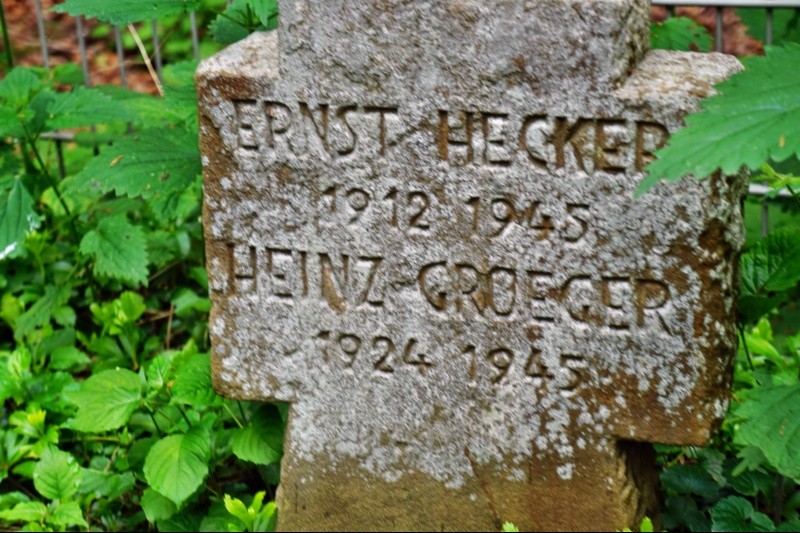 ERNST HECKER
1912 1945
HEINZ GROEGER
1924 1945